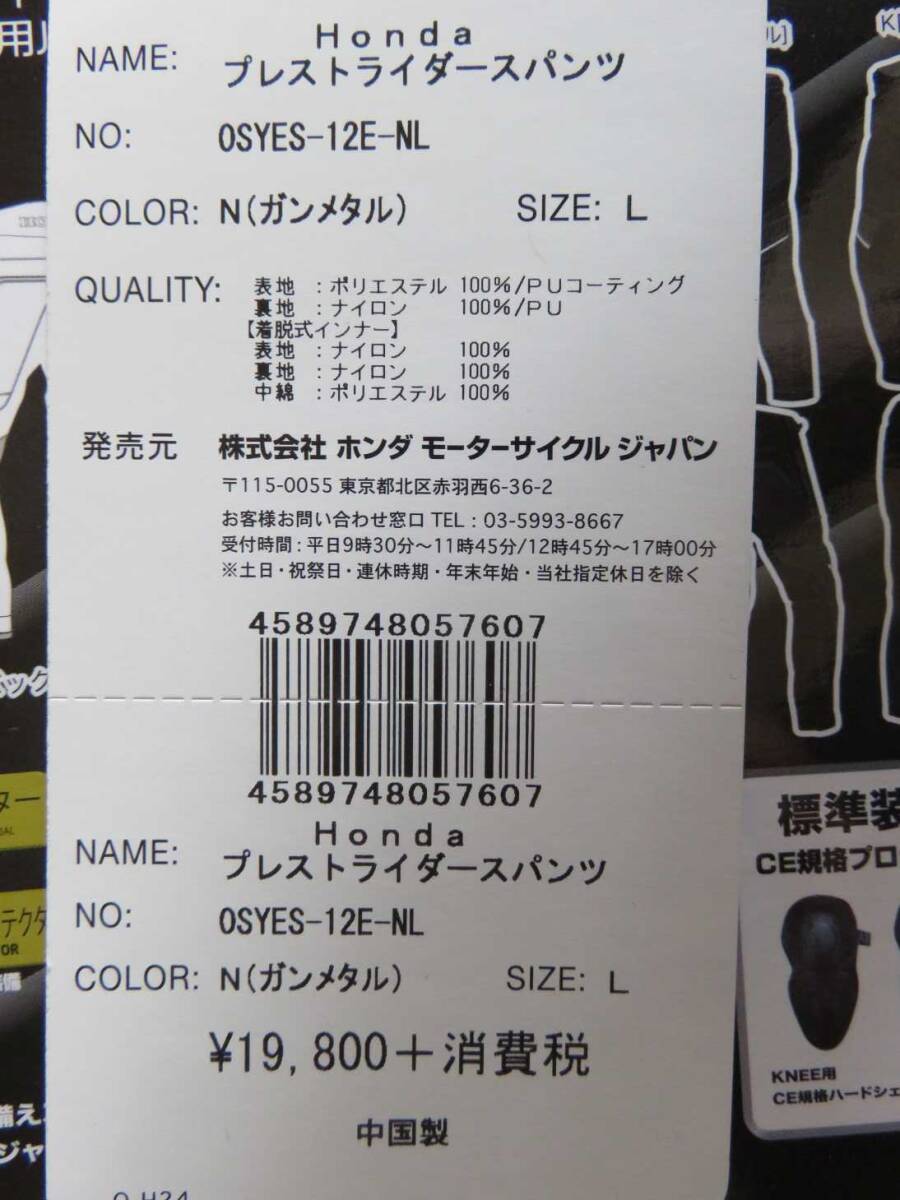 Honda
NAME: プレストライダースパンツ
NO: 0SYES-12E-NL
COLOR: N(ガンメタル) SIZE: L
QUALITY: 表地 : ポリエステル 100%/PUコーティング
裏地 : ナイロン 100%/PU
【着脱式インナー】
表地 : ナイロン 100%
裏地 : ナイロン 100%
中綿 : ポリエステル 100%
発売元 株式会社 ホンダ モーターサイクル ジャパン
〒115-0055 東京都北区赤羽西6-36-2
お客様お問い合わせ窓口 TEL : 03-5993-8667
受付時間 : 平日9時30分〜11時45分/12時45分〜17時00分
※土日・祝祭日・連休時期・年末年始・当社指定休日を除く
4589748057607
4589748057607
Honda
NAME: プレストライダースパンツ
NO: 0SYES-12E-NL
COLOR: N(ガンメタル) SIZE: L
¥19,800+消費税
中国製
標準装
CE規格プロ
KNEE用
CE規格ハードシェ